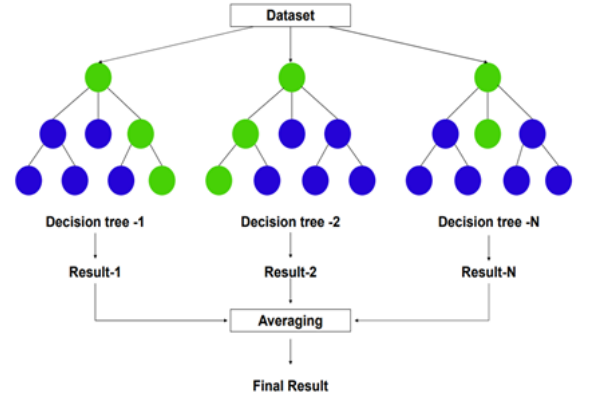 Dataset
Decision tree -1
Decision tree -2
Decision tree -N
Result-1
Result-2
Result-N
Averaging
Final Result